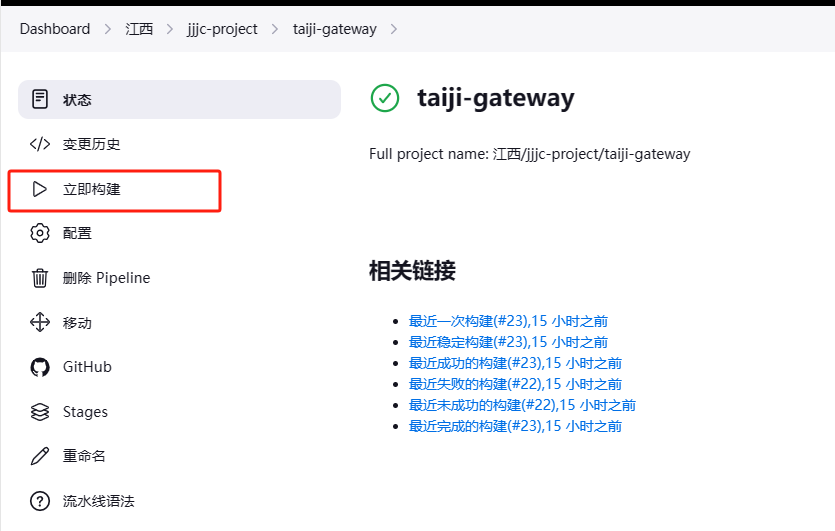 Dashboard > 江西 > jjjc-project > taiji-gateway >
状态
变更历史
立即构建
配置
删除 Pipeline
移动
GitHub
Stages
重命名
流水线语法
taiji-gateway
Full project name: 江西/jjjc-project/taiji-gateway
相关链接
最近一次构建(#23),15 小时之前
最近稳定构建(#23),15 小时之前
最近成功的构建(#23),15 小时之前
最近失败的构建(#22),15 小时之前
最近未成功的构建(#22),15 小时之前
最近完成的构建(#23),15 小时之前